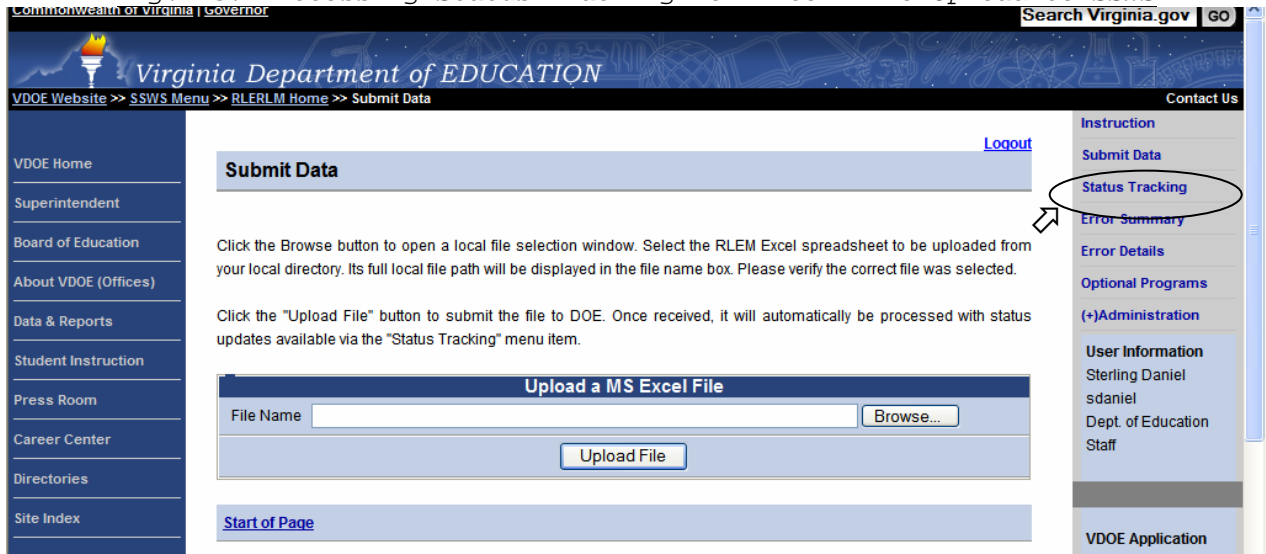 Commonwealth of Virginia | Governor
Search Virginia.gov GO
Virginia Department of EDUCATION
VDOE Website >> SSWS Menu >> RLERLM Home >> Submit Data
Contact Us
VDOE Home
Superintendent
Board of Education
About VDOE (Offices)
Data & Reports
Student Instruction
Press Room
Career Center
Directories
Site Index
Logout
Submit Data
Click the Browse button to open a local file selection window. Select the RLEM Excel spreadsheet to be uploaded from
your local directory. Its full local file path will be displayed in the file name box. Please verify the correct file was selected.
Click the "Upload File" button to submit the file to DOE. Once received, it will automatically be processed with status
updates available via the "Status Tracking" menu item.
Upload a MS Excel File
File Name
Browse...
Upload File
Start of Page
Instruction
Submit Data
Status Tracking
Error Summary
Error Details
Optional Programs
(+)Administration
User Information
Sterling Daniel
sdaniel
Dept. of Education
Staff
VDOE Application